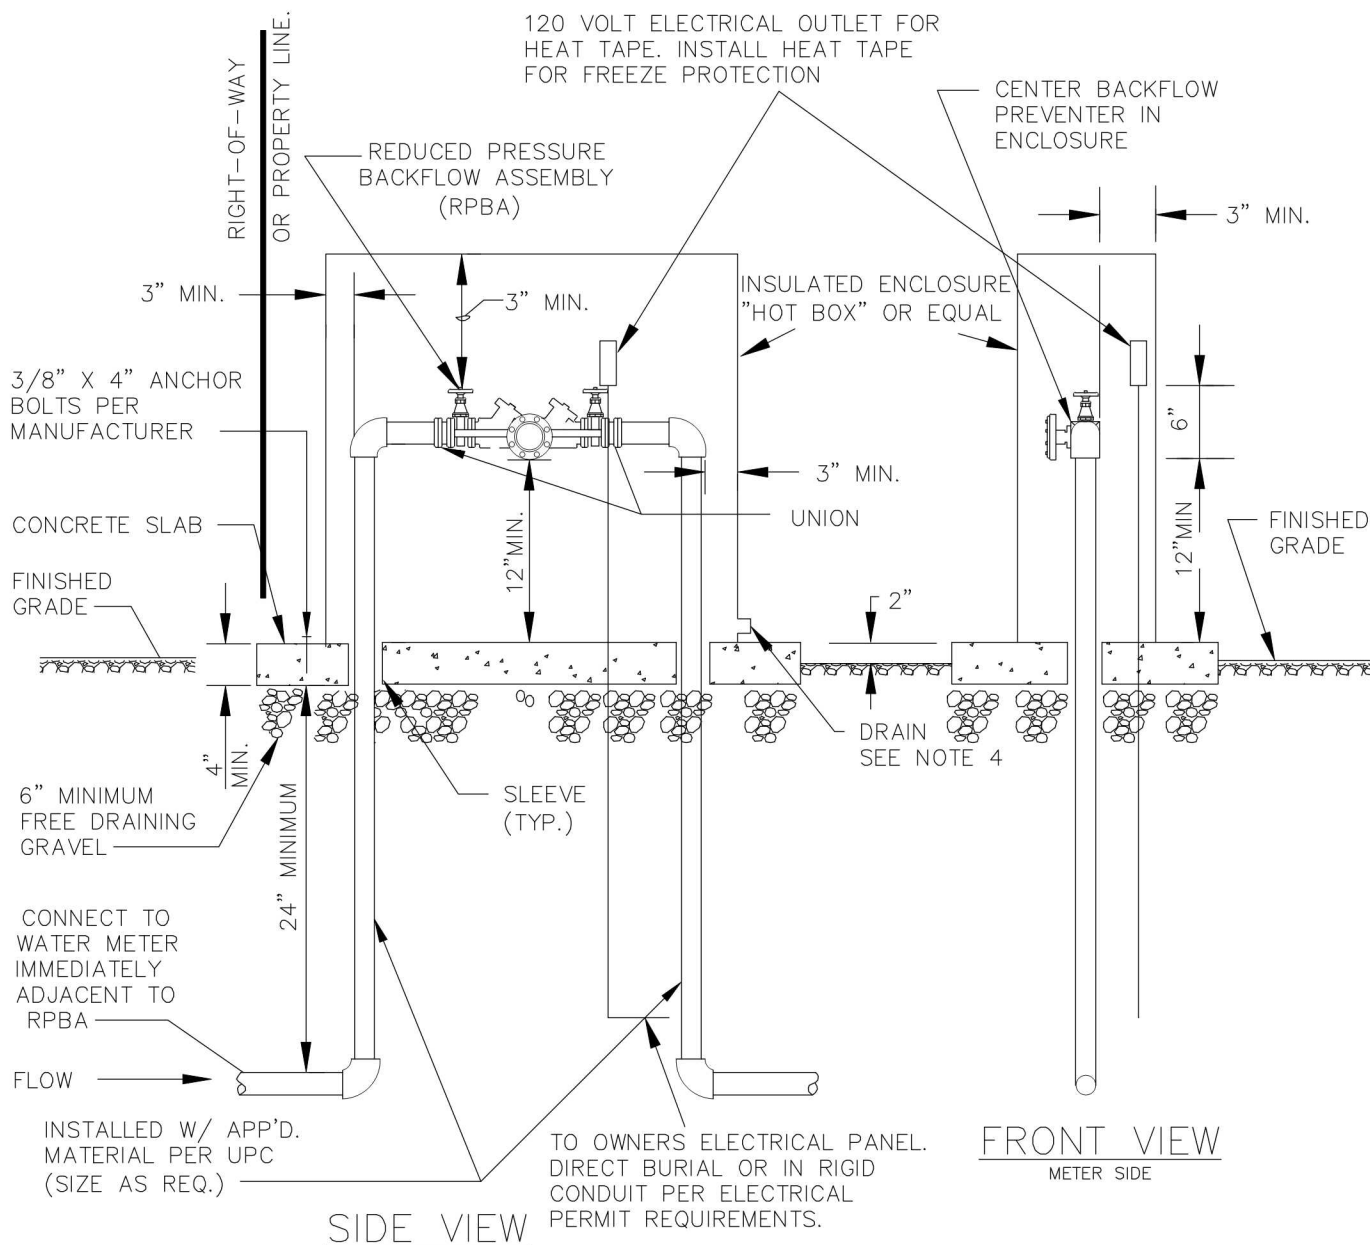 120 VOLT ELECTRICAL OUTLET FOR
HEAT TAPE. INSTALL HEAT TAPE
FOR FREEZE PROTECTION
RIGHT-OF-WAY
OR PROPERTY LINE.
CENTER BACKFLOW
PREVENTER IN
ENCLOSURE
REDUCED PRESSURE
BACKFLOW ASSEMBLY
(RPBA)
3" MIN.
3" MIN.
3" MIN.
INSULATED ENCLOSURE
"HOT BOX" OR EQUAL
3/8" X 4" ANCHOR
BOLTS PER
MANUFACTURER
6"
3" MIN.
CONCRETE SLAB
UNION
12"MIN.
12"MIN
FINISHED
GRADE
FINISHED
GRADE
2"
4"
MIN.
DRAIN
SEE NOTE 4
6" MINIMUM
FREE DRAINING
GRAVEL
SLEEVE
(TYP.)
24" MINIMUM
CONNECT TO
WATER METER
IMMEDIATELY
ADJACENT TO
RPBA
FLOW
INSTALLED W/ APP'D.
MATERIAL PER UPC
(SIZE AS REQ.)
TO OWNERS ELECTRICAL PANEL.
DIRECT BURIAL OR IN RIGID
CONDUIT PER ELECTRICAL
PERMIT REQUIREMENTS.
FRONT VIEW
METER SIDE
SIDE VIEW